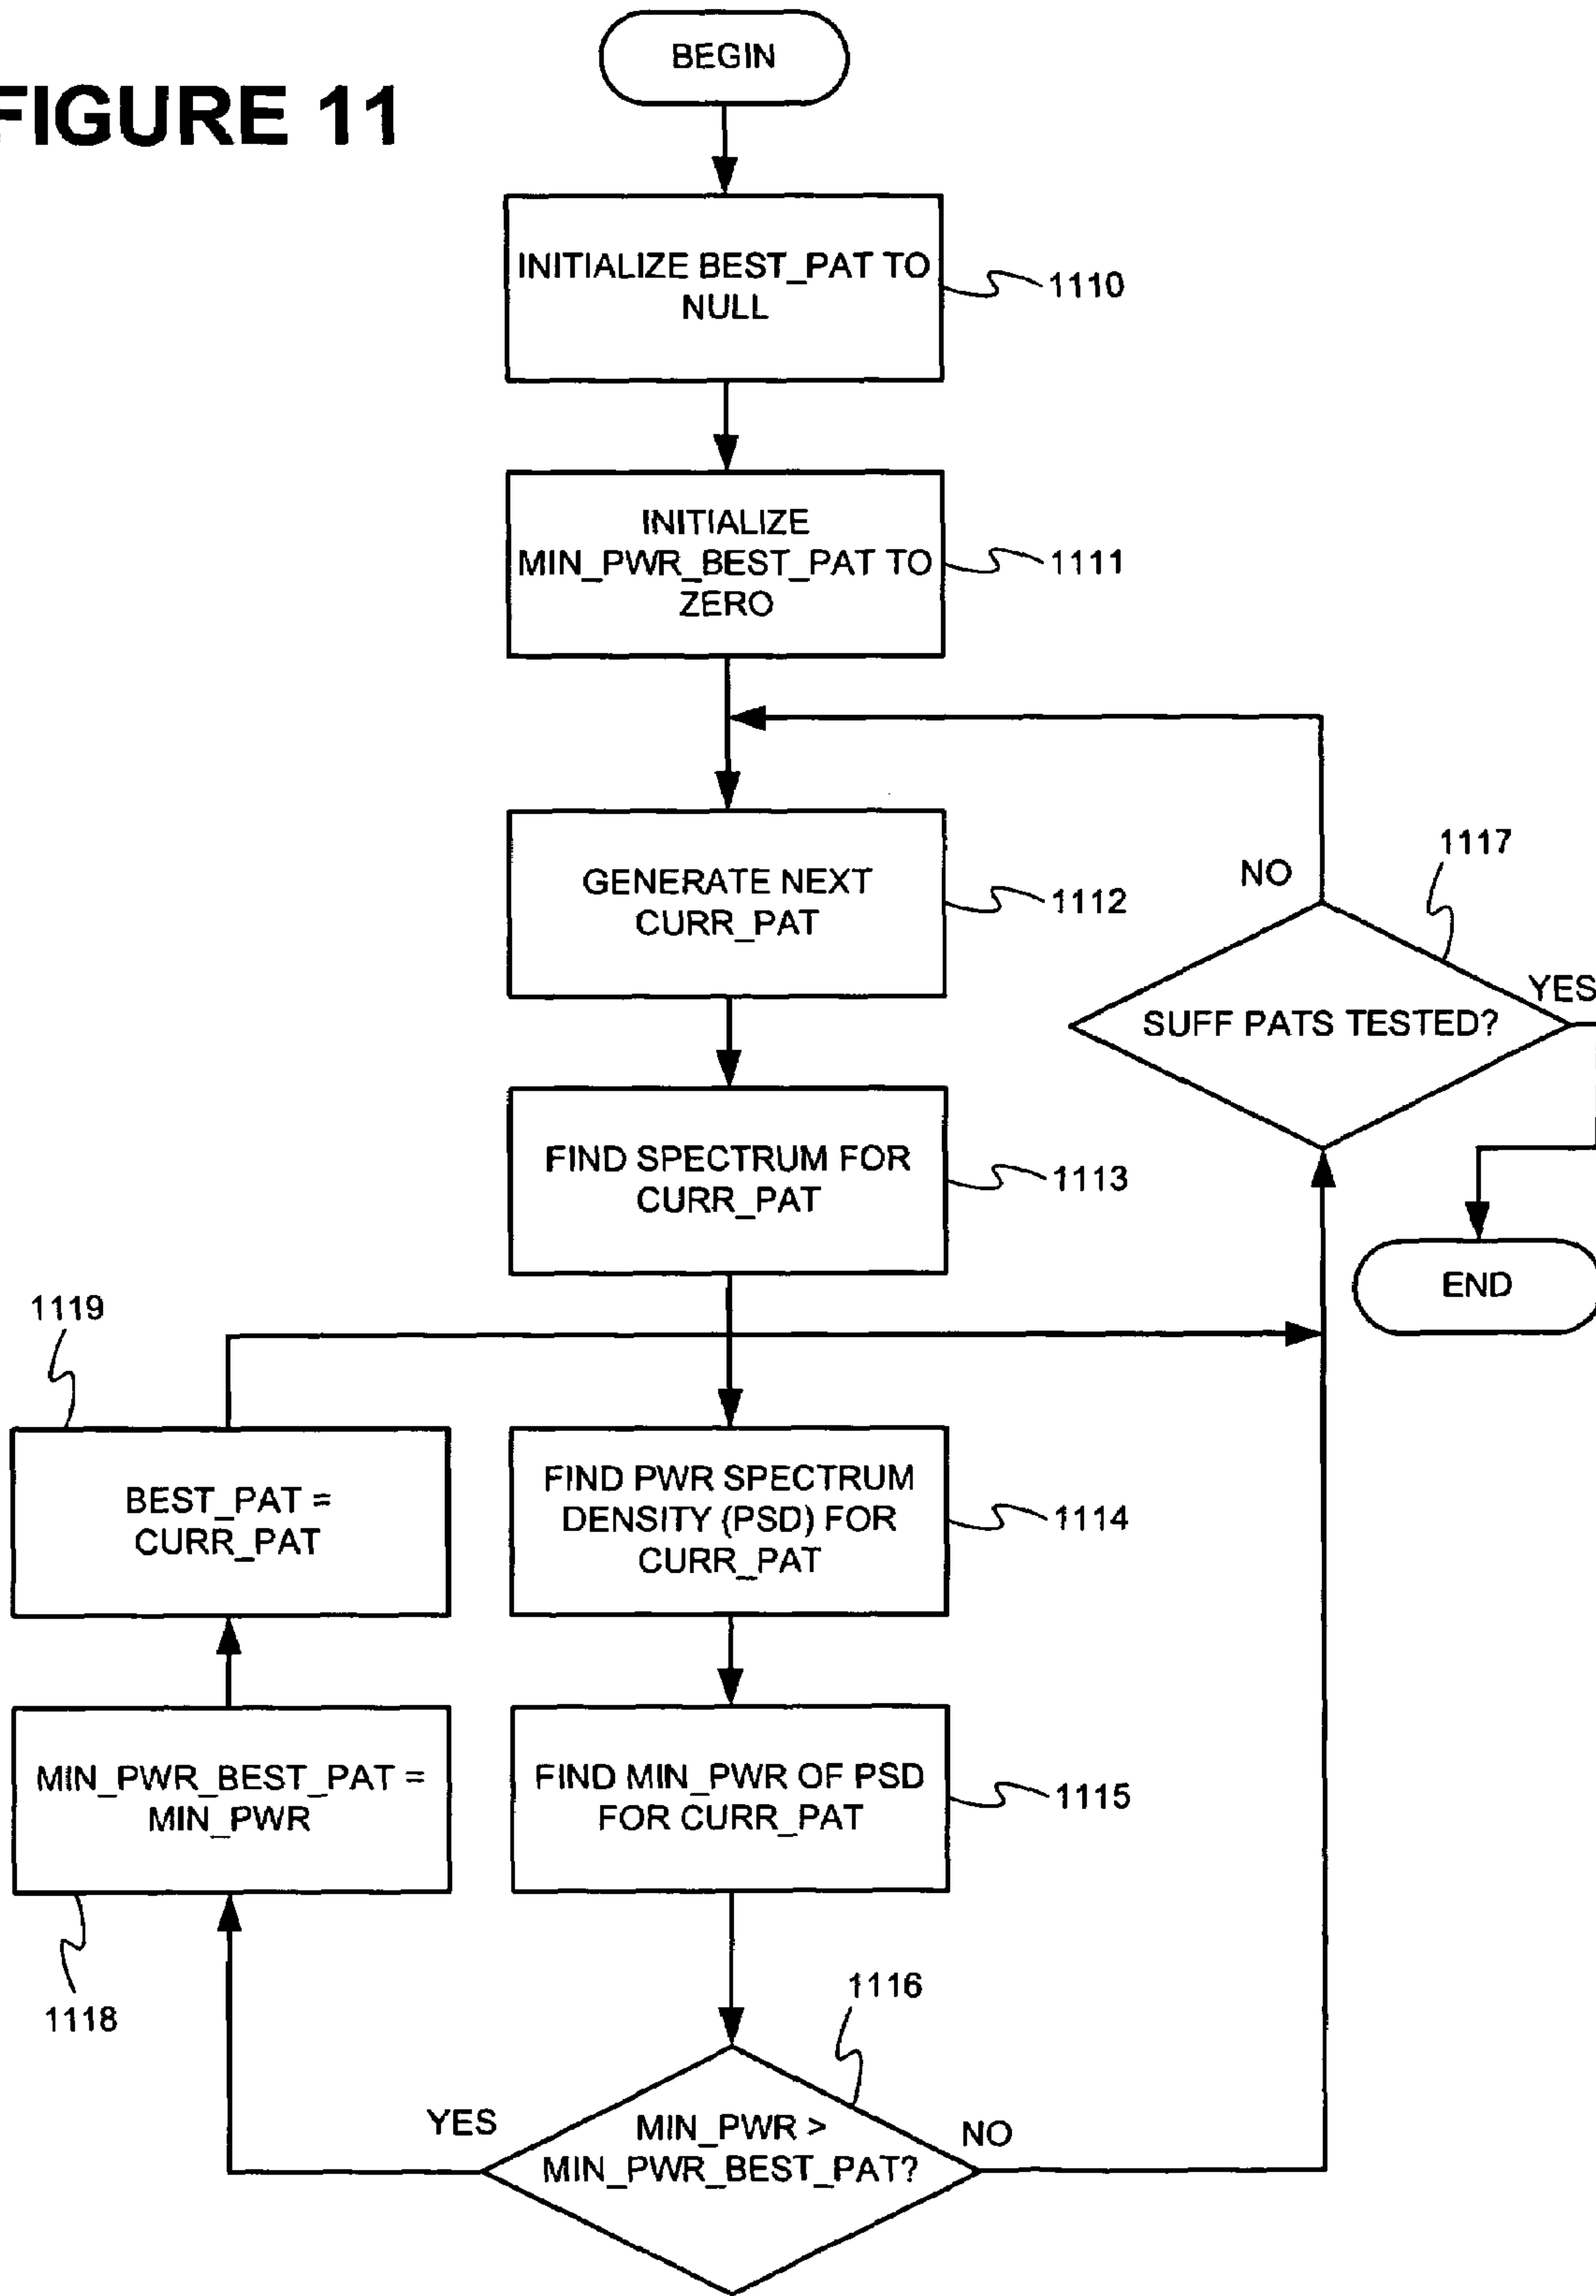 FIGURE 11
BEGIN
INITIALIZE BEST_PAT TO
NULL
1110
INITIALIZE
MIN_PWR_BEST_PAT TO
ZERO
1111
GENERATE NEXT
CURR_PAT
1112
NO
1117
SUFF PATS TESTED?
YES
FIND SPECTRUM FOR
CURR_PAT
1113
END
1119
BEST_PAT =
CURR_PAT
FIND PWR SPECTRUM
DENSITY (PSD) FOR
CURR_PAT
1114
MIN_PWR_BEST_PAT =
MIN_PWR
1118
FIND MIN_PWR OF PSD
FOR CURR_PAT
1115
1116
YES
MIN_PWR >
MIN_PWR_BEST_PAT?
NO